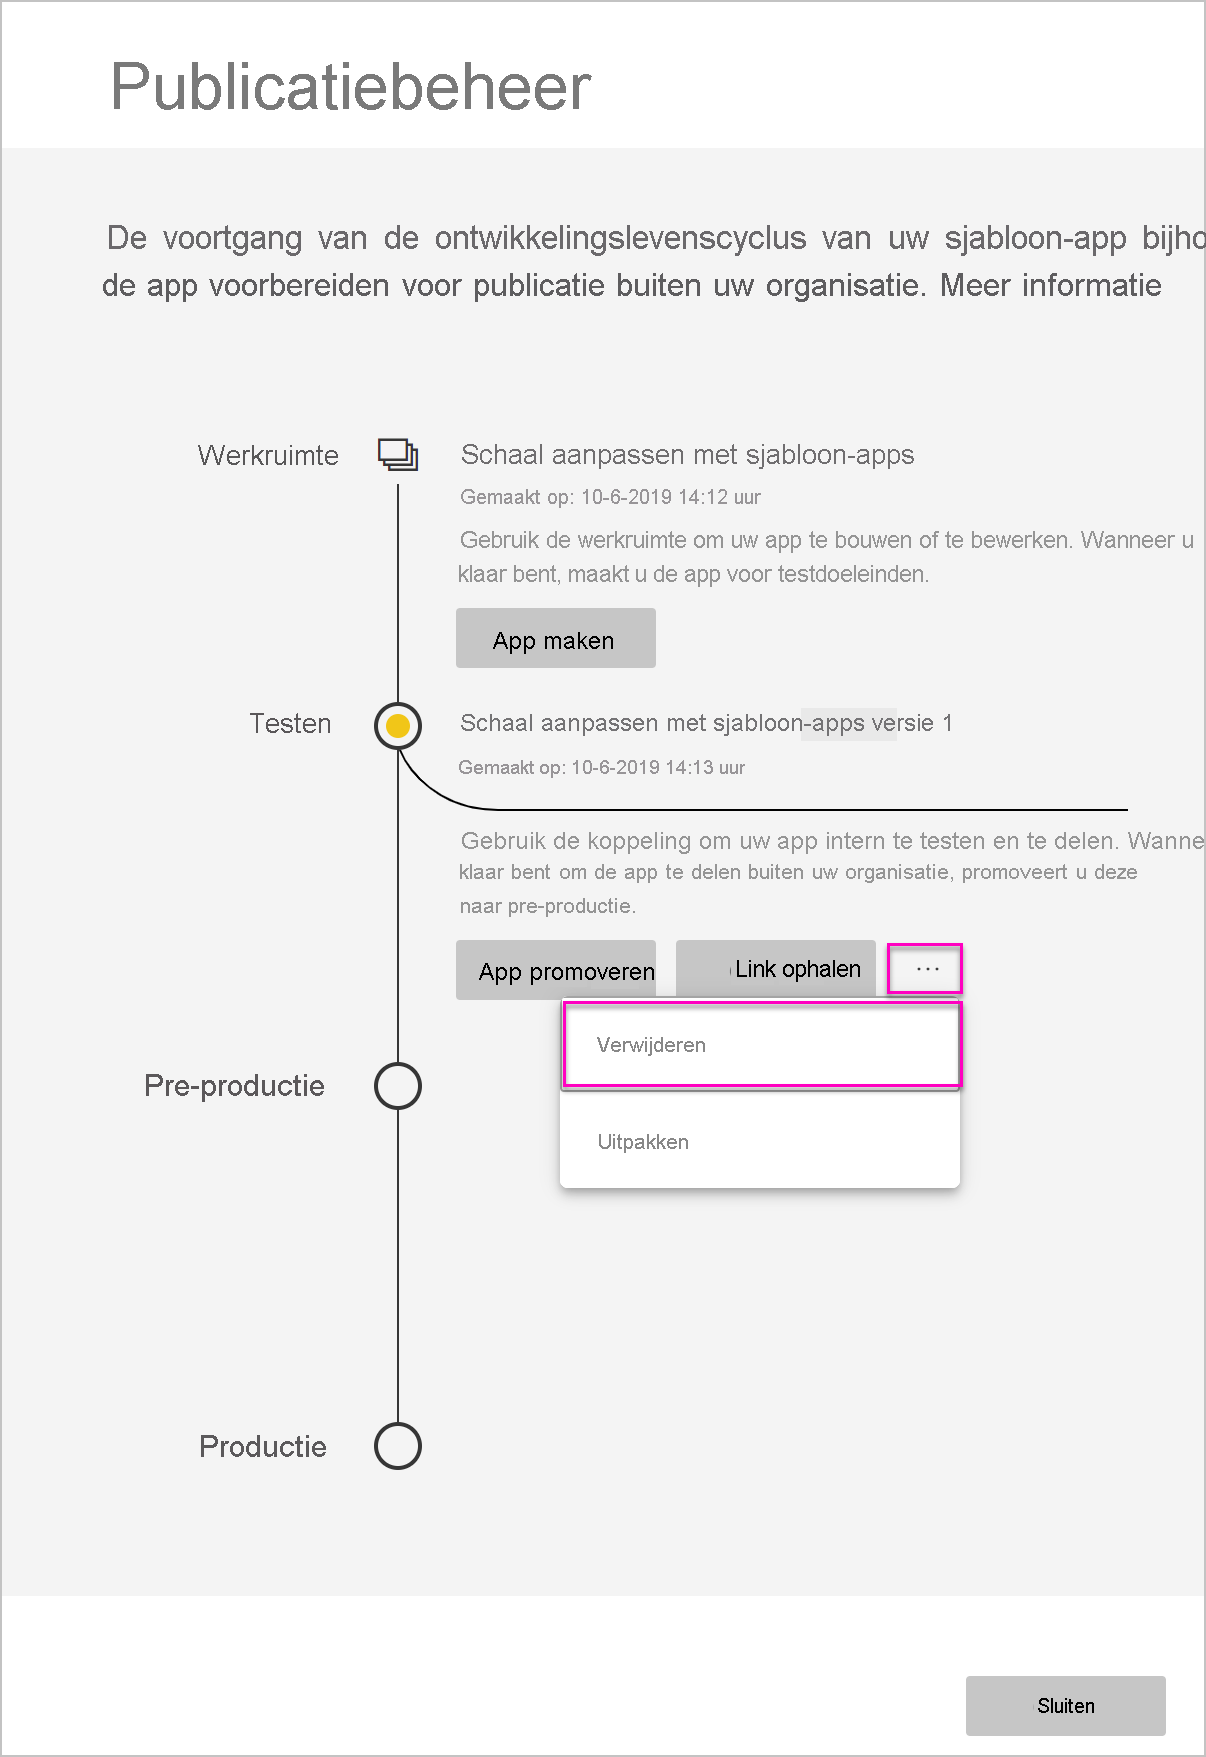 Publicatiebeheer
De voortgang van de ontwikkelingslevenscyclus van uw sjabloon-app
de app voorbereiden voor publicatie buiten uw organisatie. Meer informatie
Werkruimte
Schaal aanpassen met sjabloon-apps
Gemaakt op: 10-6-2019 14:12 uur
Gebruik de werkruimte om uw app te bouwen of te bewerken. Wanneer u
klaar bent, maakt u de app voor testdoeleinden.
App maken
Testen
Schaal aanpassen met sjabloon-apps versie 1
Gemaakt op: 10-6-2019 14:13 uur
Gebruik de koppeling om uw app intern te testen en te delen.
klaar bent om de app te delen buiten uw organisatie, promoveert u deze
naar pre-productie.
App promoveren
Link ophalen
...
Verwijderen
Pre-productie
Uitpakken
Productie
Sluiten